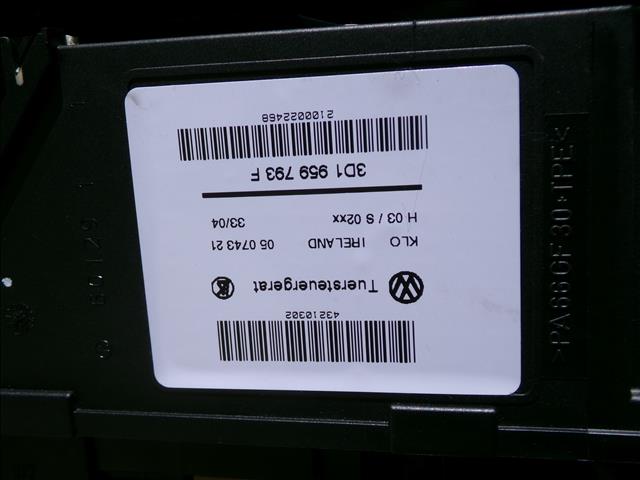 43210302
Tuersteuergerat
KLO IRELAND 05 0743 21
H 03 / S 02xx 33/04
3D1 959 793 F
2100022468
>PA66GF30+TPE<